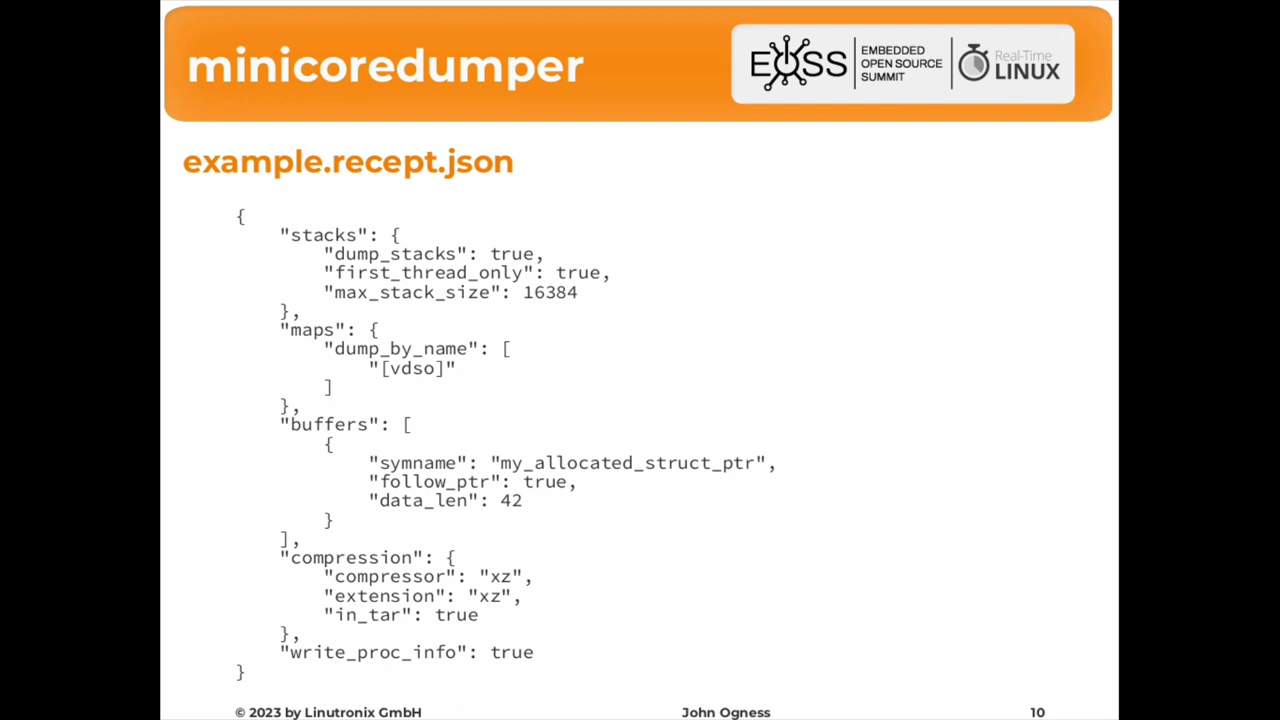 minicoredumper
EOSS
EMBEDDED
OPEN SOURCE
SUMMIT
Real-Time
LINUX
example.recept.json
{
    "stacks": {
        "dump_stacks": true,
        "first_thread_only": true,
        "max_stack_size": 16384
    },
    "maps": {
        "dump_by_name": [
            "[vdso]"
        ]
    },
    "buffers": [
        {
            "symname": "my_allocated_struct_ptr",
            "follow_ptr": true,
            "data_len": 42
        }
    ],
    "compression": {
        "compressor": "xz",
        "extension": "xz",
        "in_tar": true
    },
    "write_proc_info": true
}
© 2023 by Linutronix GmbH
John Ogness
10